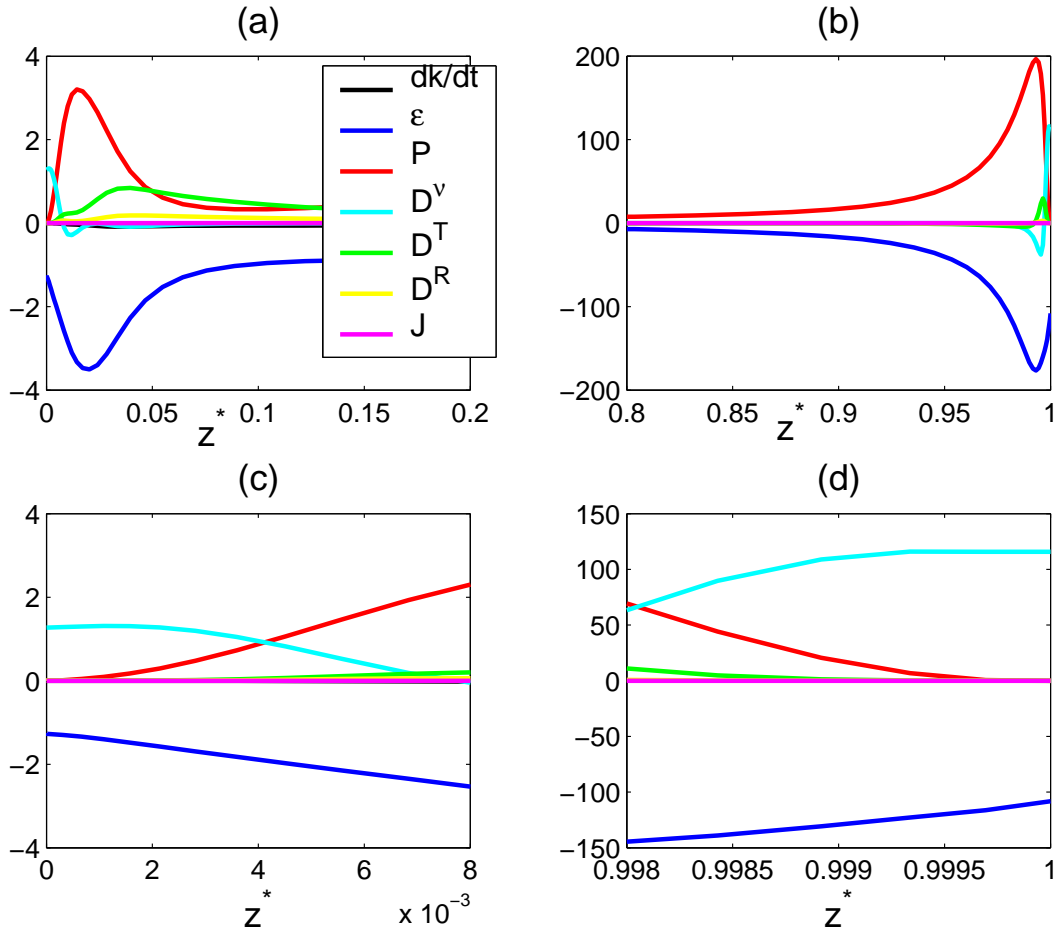 (a)
4
2
0
−2
−4
0
0.05
0.1
0.15
0.2
z*
dk/dt
ε
P
D^ν
D^T
D^R
J
(b)
200
100
0
−100
−200
0.8
0.85
0.9
0.95
1
z*
(c)
4
2
0
−2
−4
0
2
4
6
8
x 10^−3
z*
(d)
150
100
50
0
−50
−100
−150
0.998
0.9985
0.999
0.9995
1
z*